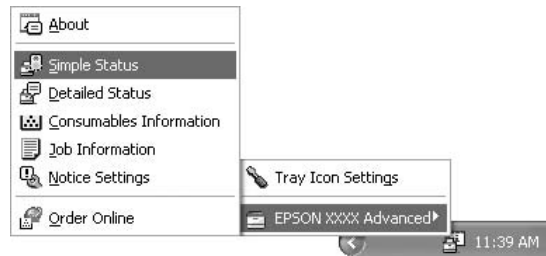 About
Simple Status
Detailed Status
Consumables Information
Job Information
Notice Settings
Order Online
Tray Icon Settings
EPSON XXXX Advanced
11:39 AM